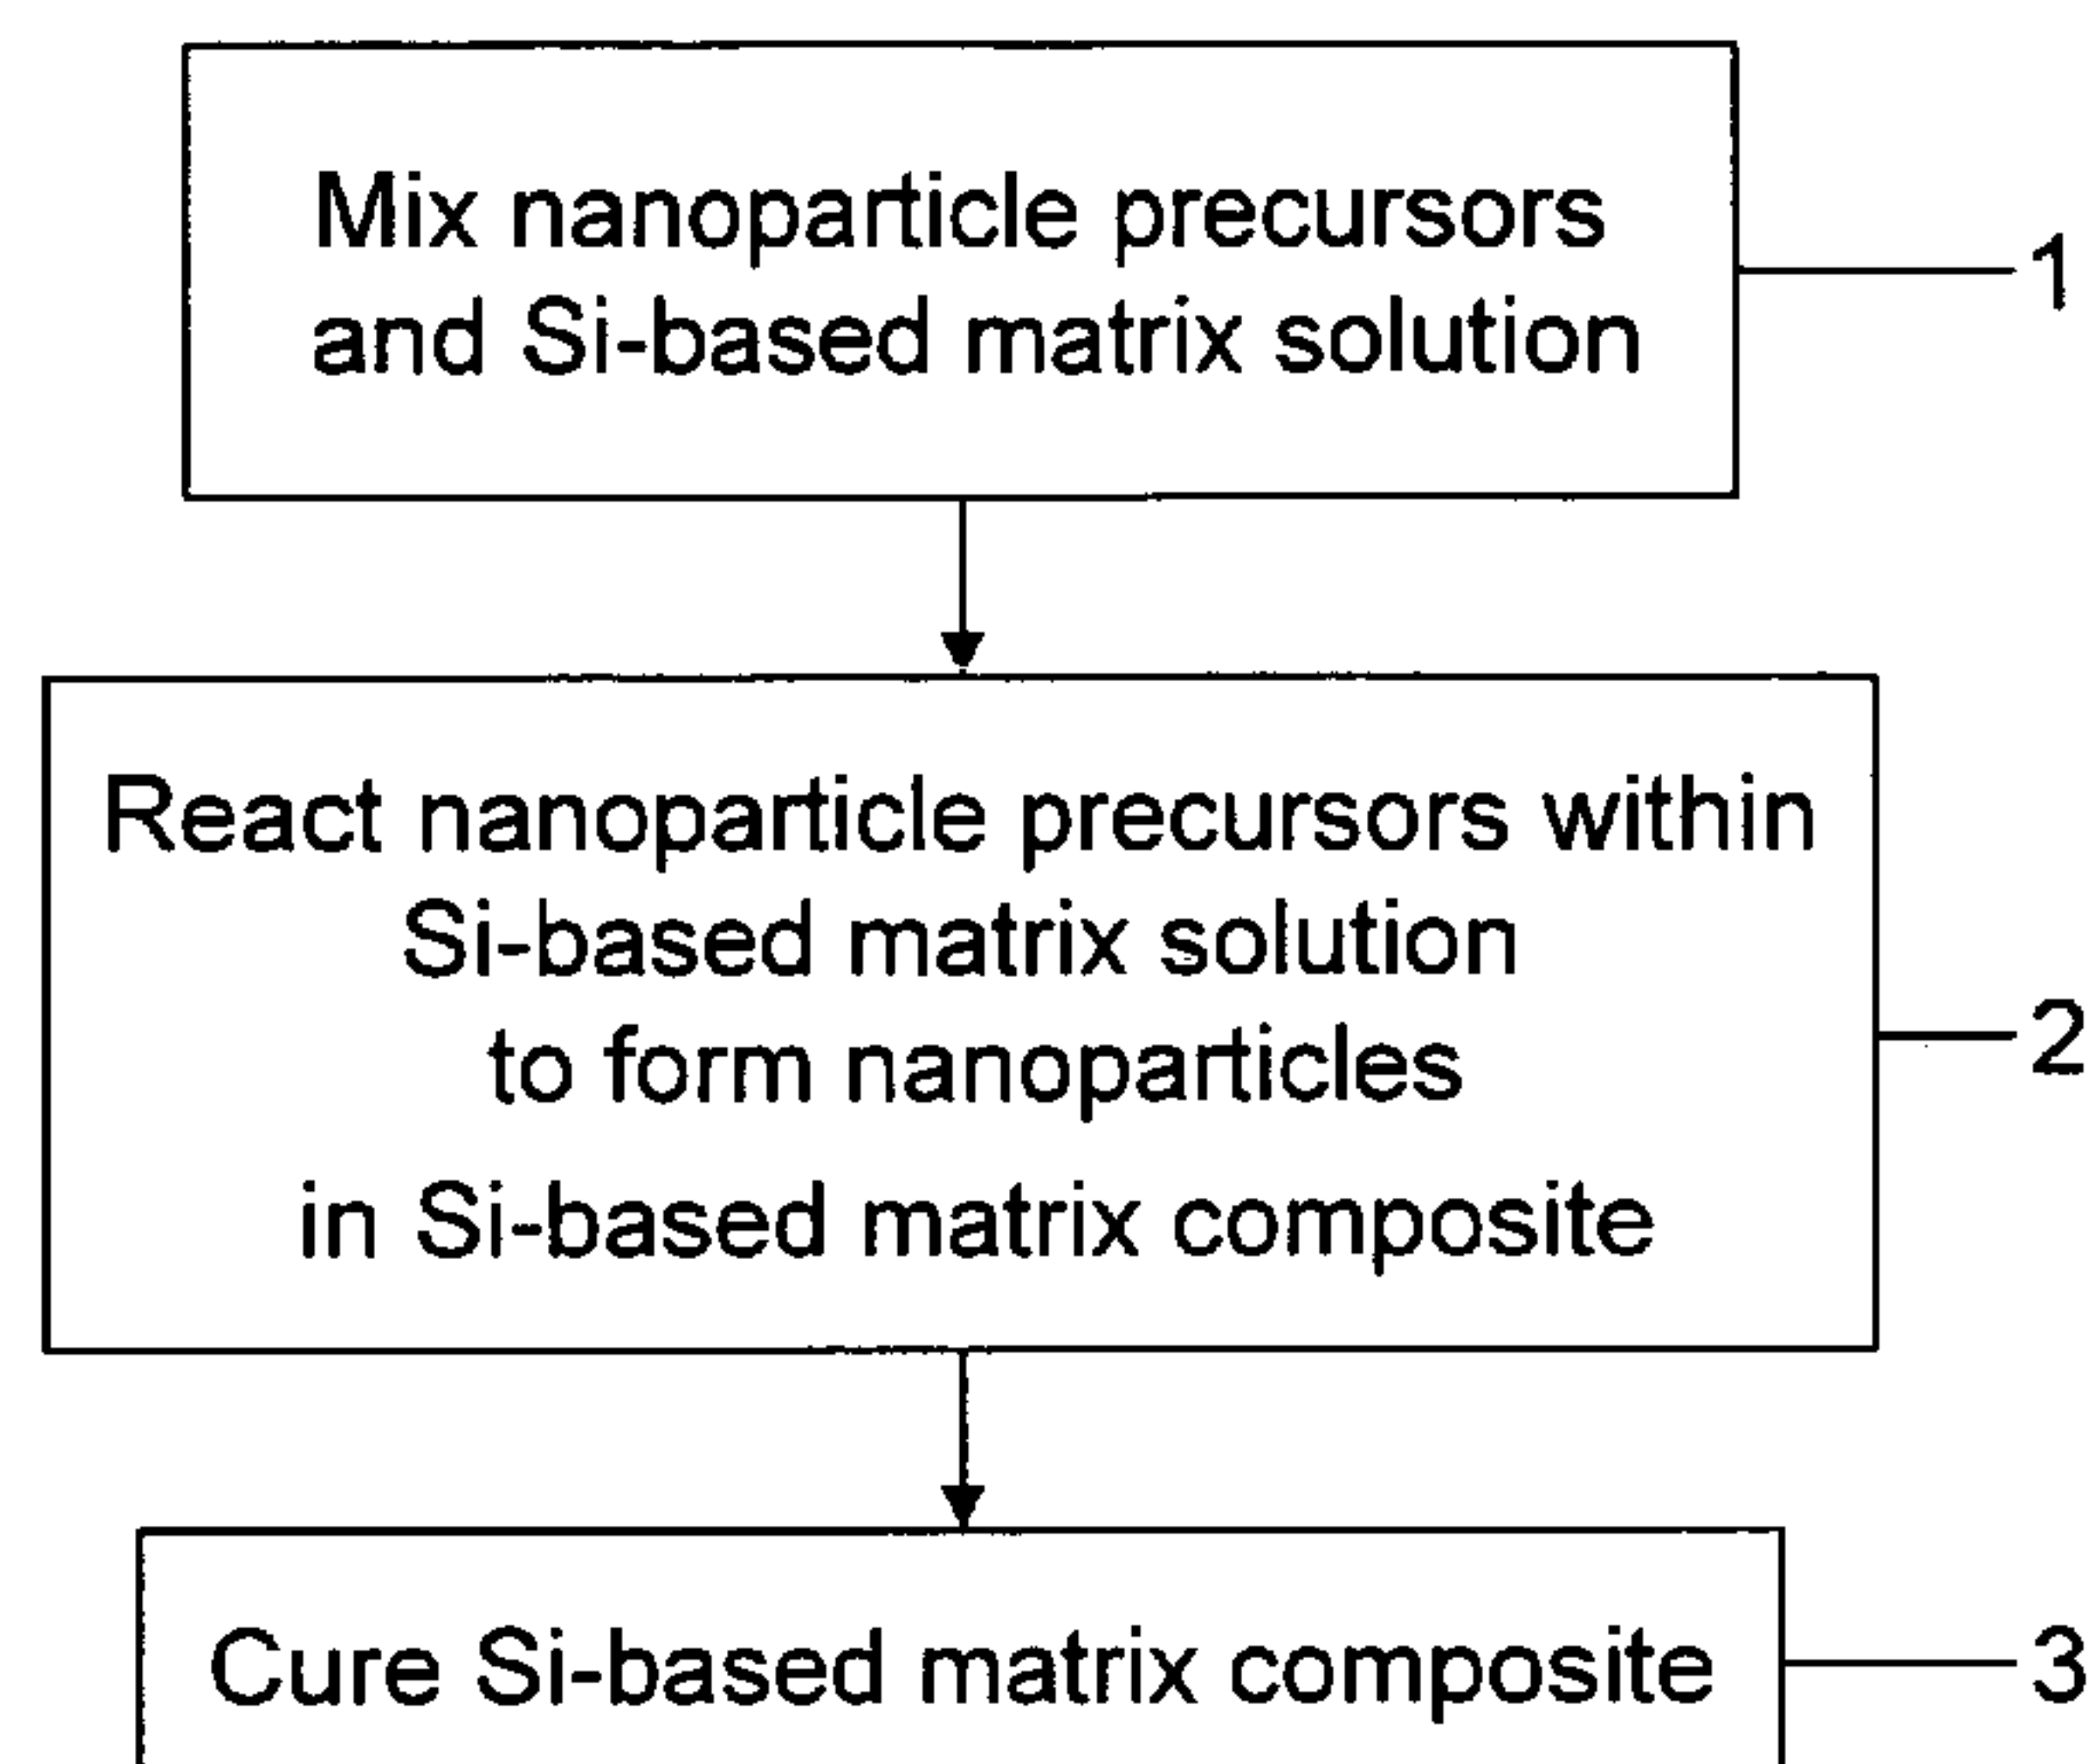 Mix nanoparticle precursors
and Si-based matrix solution
1
React nanoparticle precursors within
Si-based matrix solution
to form nanoparticles
in Si-based matrix composite
2
Cure Si-based matrix composite
3